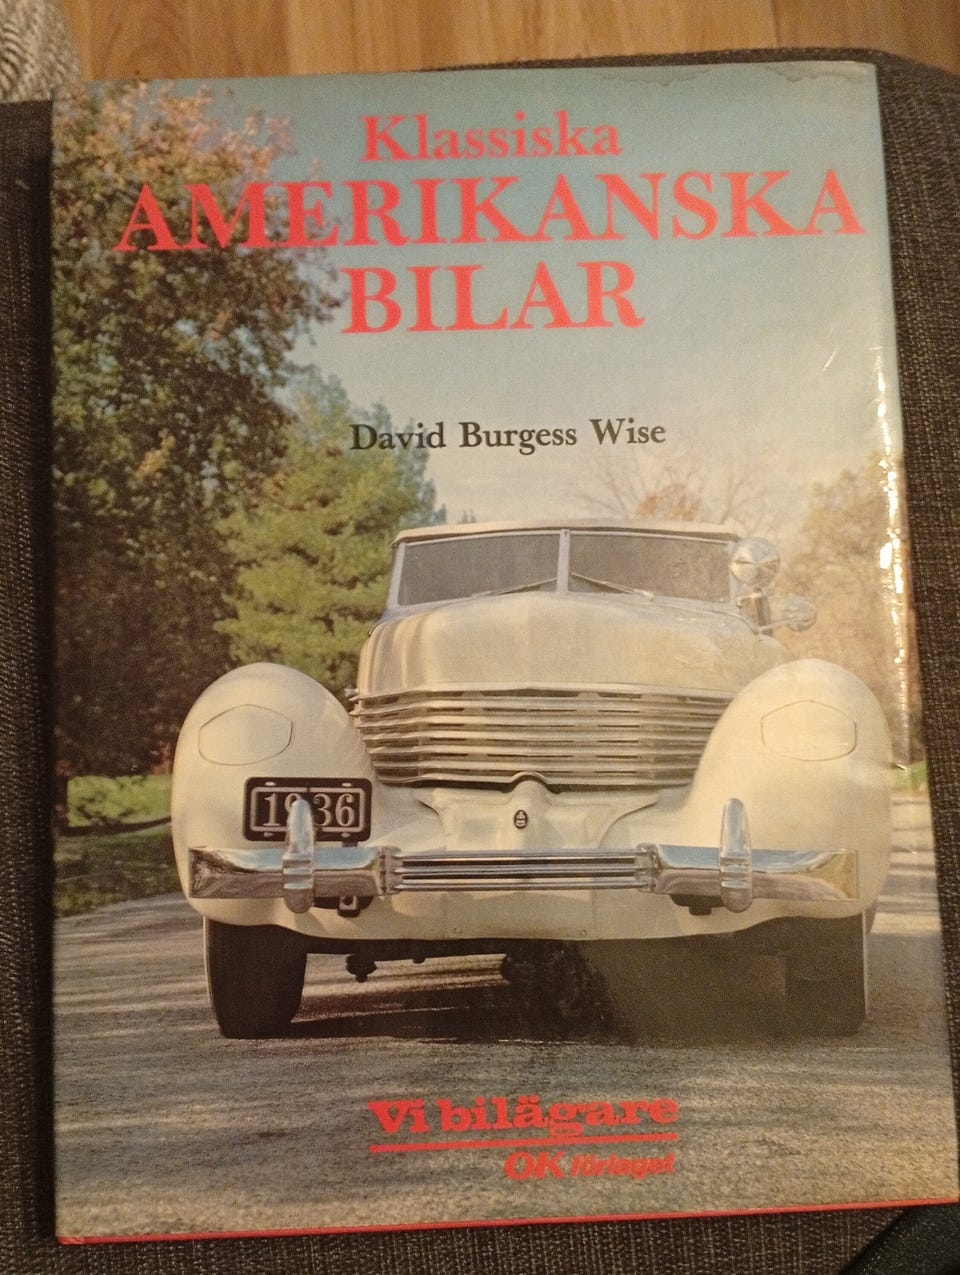 Klassiska
AMERIKANSKA
BILAR
David Burgess Wise
1936
Vi bilägare
OK förlaget